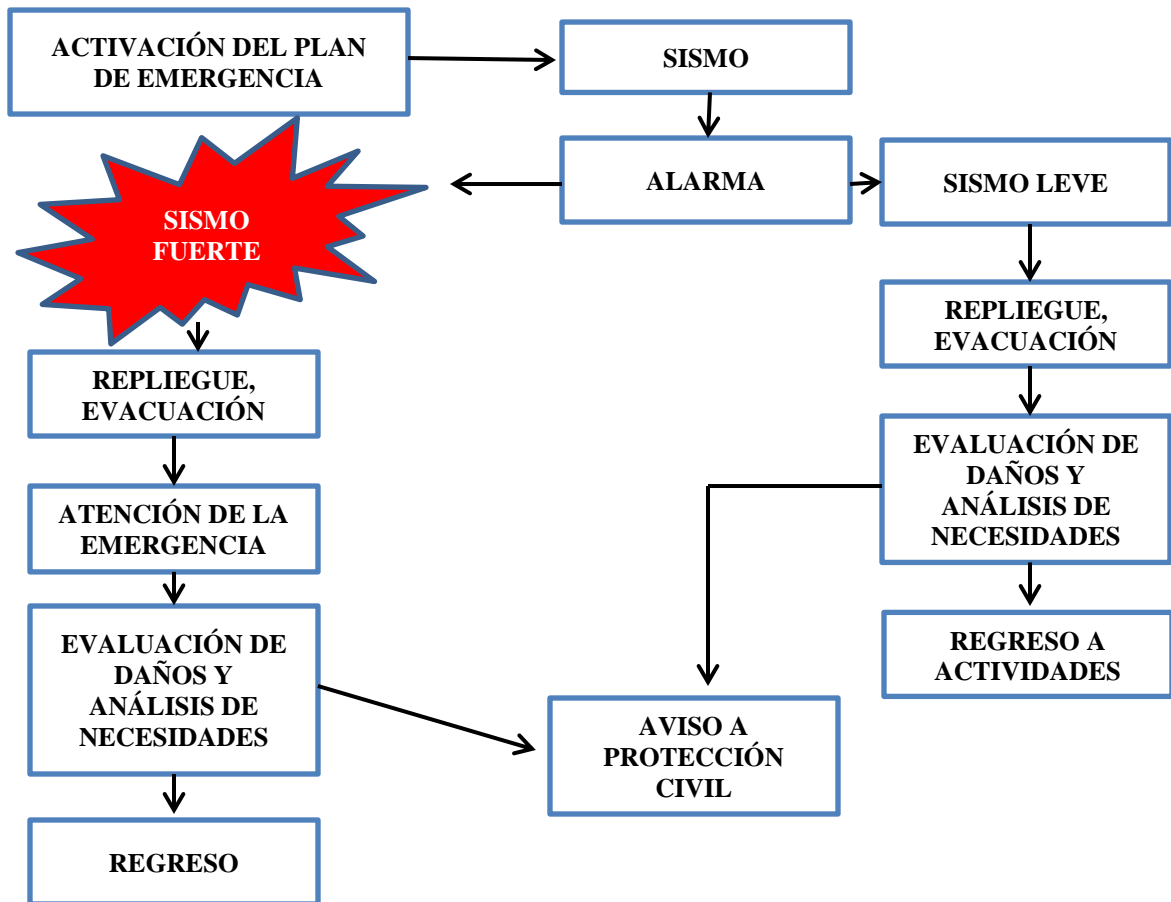 ACTIVACIÓN DEL PLAN
DE EMERGENCIA
SISMO
ALARMA
SISMO LEVE
SISMO
FUERTE
REPLIEGUE,
EVACUACIÓN
REPLIEGUE,
EVACUACIÓN
EVALUACIÓN DE
DAÑOS Y
ANÁLISIS DE
NECESIDADES
ATENCIÓN DE LA
EMERGENCIA
EVALUACIÓN DE
DAÑOS Y
ANÁLISIS DE
NECESIDADES
REGRESO A
ACTIVIDADES
AVISO A
PROTECCIÓN
CIVIL
REGRESO